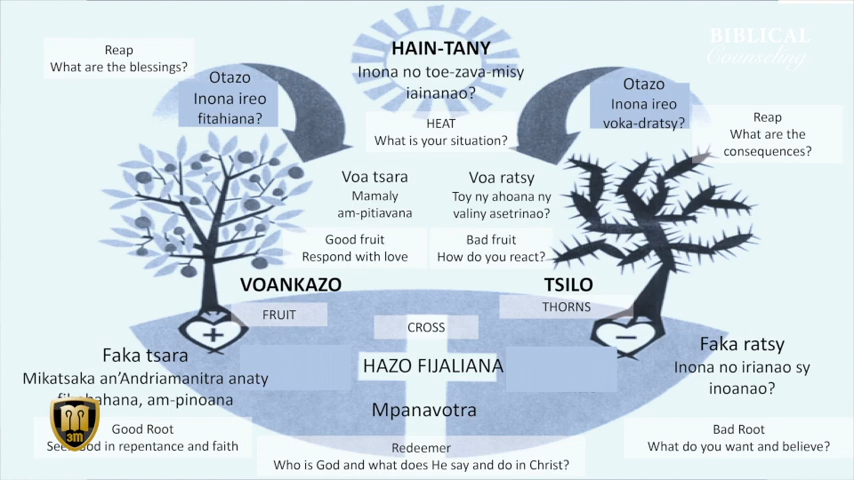 BIBLICAL
Counseling
HAIN-TANY
Inona no toe-zava-misy
iainanao?
HEAT
What is your situation?
Reap
What are the blessings?
Otazo
Inona ireo
fitahiana?
Otazo
Inona ireo
voka-dratsy?
Reap
What are the
consequences?
Voa tsara
Mamaly
am-pitiavana
Voa ratsy
Toy ny ahoana ny
valiny asetrinao?
Good fruit
Respond with love
Bad fruit
How do you react?
VOANKAZO
FRUIT
TSILO
THORNS
CROSS
HAZO FIJALIANA
Mpanavotra
Redeemer
Who is God and what does He say and do in Christ?
Faka tsara
Mikatsaka an'Andriamanitra anaty
am-pinoana
Good Root
God in repentance and faith
Faka ratsy
Inona no irianao sy
inoanao?
Bad Root
What do you want and believe?
3M